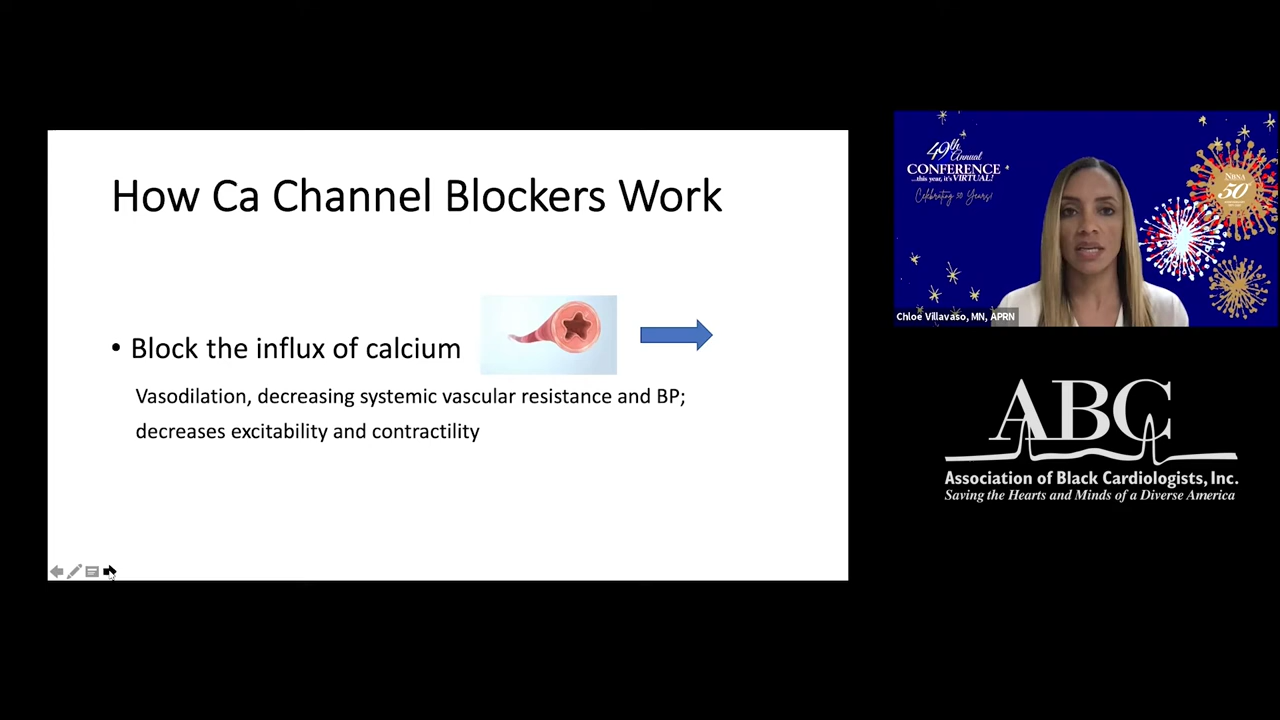 How Ca Channel Blockers Work
• Block the influx of calcium
Vasodilation, decreasing systemic vascular resistance and BP;
decreases excitability and contractility
49th Annual
CONFERENCE
...this year, it's VIRTUAL!
Celebrating 50 Years!
NBNA
50
Chloe Villavaso, MN, APRN
ABC
Association of Black Cardiologists, Inc.
Saving the Hearts and Minds of a Diverse America